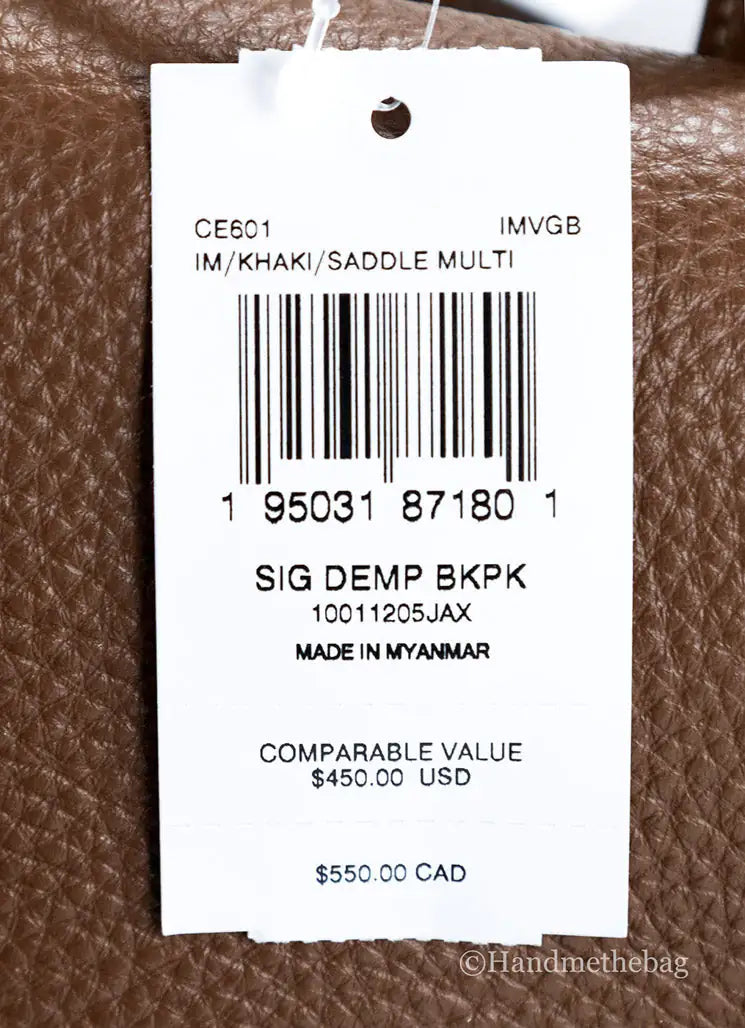 CE601 IMVGB
IM/KHAKI/SADDLE MULTI
1 95031 87180 1
SIG DEMP BKPK
10011205JAX
MADE IN MYANMAR
COMPARABLE VALUE
$450.00 USD
$550.00 CAD
©Handmethebag